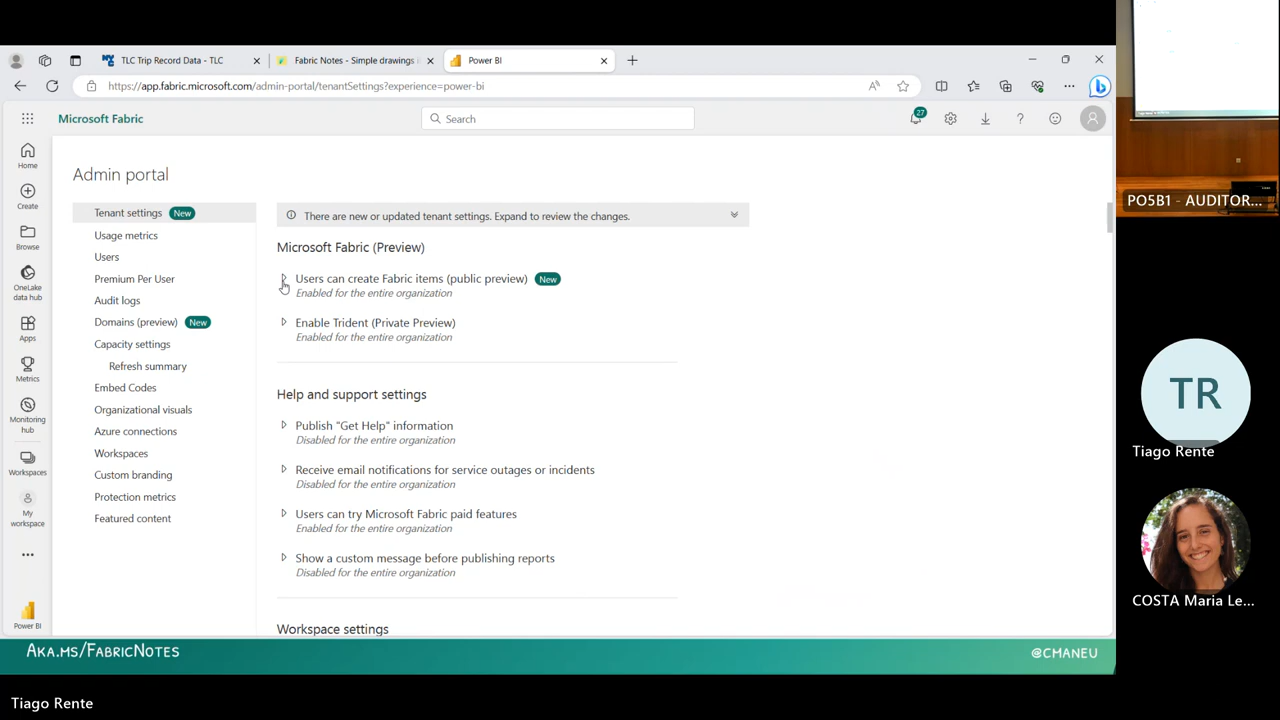 TLC Trip Record Data - TLC
Fabric Notes - Simple drawings
Power BI
https://app.fabric.microsoft.com/admin-portal/tenantSettings?experience=power-bi
Microsoft Fabric
Search
27
Home
Create
Browse
OneLake
data hub
Apps
Metrics
Monitoring
hub
Workspaces
My
workspace
Power BI
Admin portal
Tenant settings New
Usage metrics
Users
Premium Per User
Audit logs
Domains (preview) New
Capacity settings
Refresh summary
Embed Codes
Organizational visuals
Azure connections
Workspaces
Custom branding
Protection metrics
Featured content
There are new or updated tenant settings. Expand to review the changes.
Microsoft Fabric (Preview)
Users can create Fabric items (public preview) New
Enabled for the entire organization
Enable Trident (Private Preview)
Enabled for the entire organization
Help and support settings
Publish "Get Help" information
Disabled for the entire organization
Receive email notifications for service outages or incidents
Disabled for the entire organization
Users can try Microsoft Fabric paid features
Enabled for the entire organization
Show a custom message before publishing reports
Disabled for the entire organization
Workspace settings
AKA.MS/FABRICNOTES
@CMANEU
Tiago Rente
PO5B1 - AUDITOR...
TR
Tiago Rente
COSTA Maria Le...